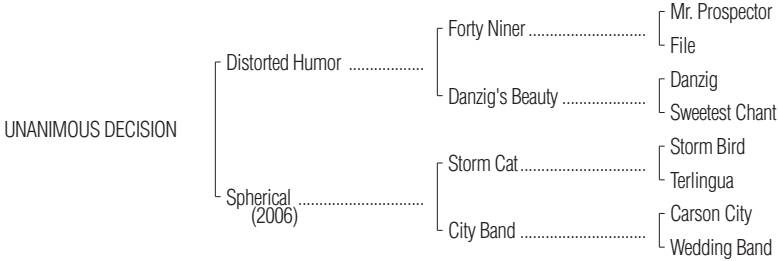 Mr. Prospector
Forty Niner ..............................
File
Distorted Humor ..................
Danzig
Danzig's Beauty .....................
Sweetest Chant
UNANIMOUS DECISION
Storm Bird
Storm Cat ................................
Terlingua
Spherical ..............................
(2006)
Carson City
City Band ................................
Wedding Band